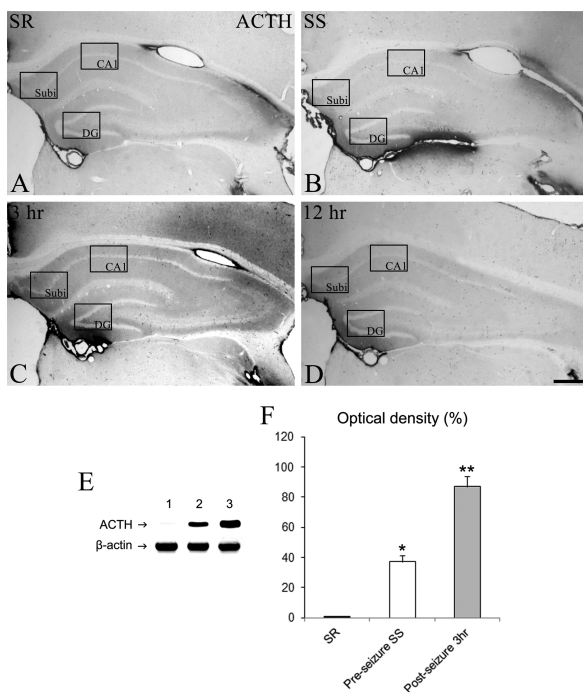 SR ACTH
CA1
Subi
DG
A
SS
CA1
Subi
DG
B
3 hr
CA1
Subi
DG
C
12 hr
CA1
Subi
DG
D
E
1 2 3
ACTH →
β-actin →
F
Optical density (%)
120
100
80
60
40
20
0
*
**
SR
Pre-seizure SS
Post-seizure 3hr